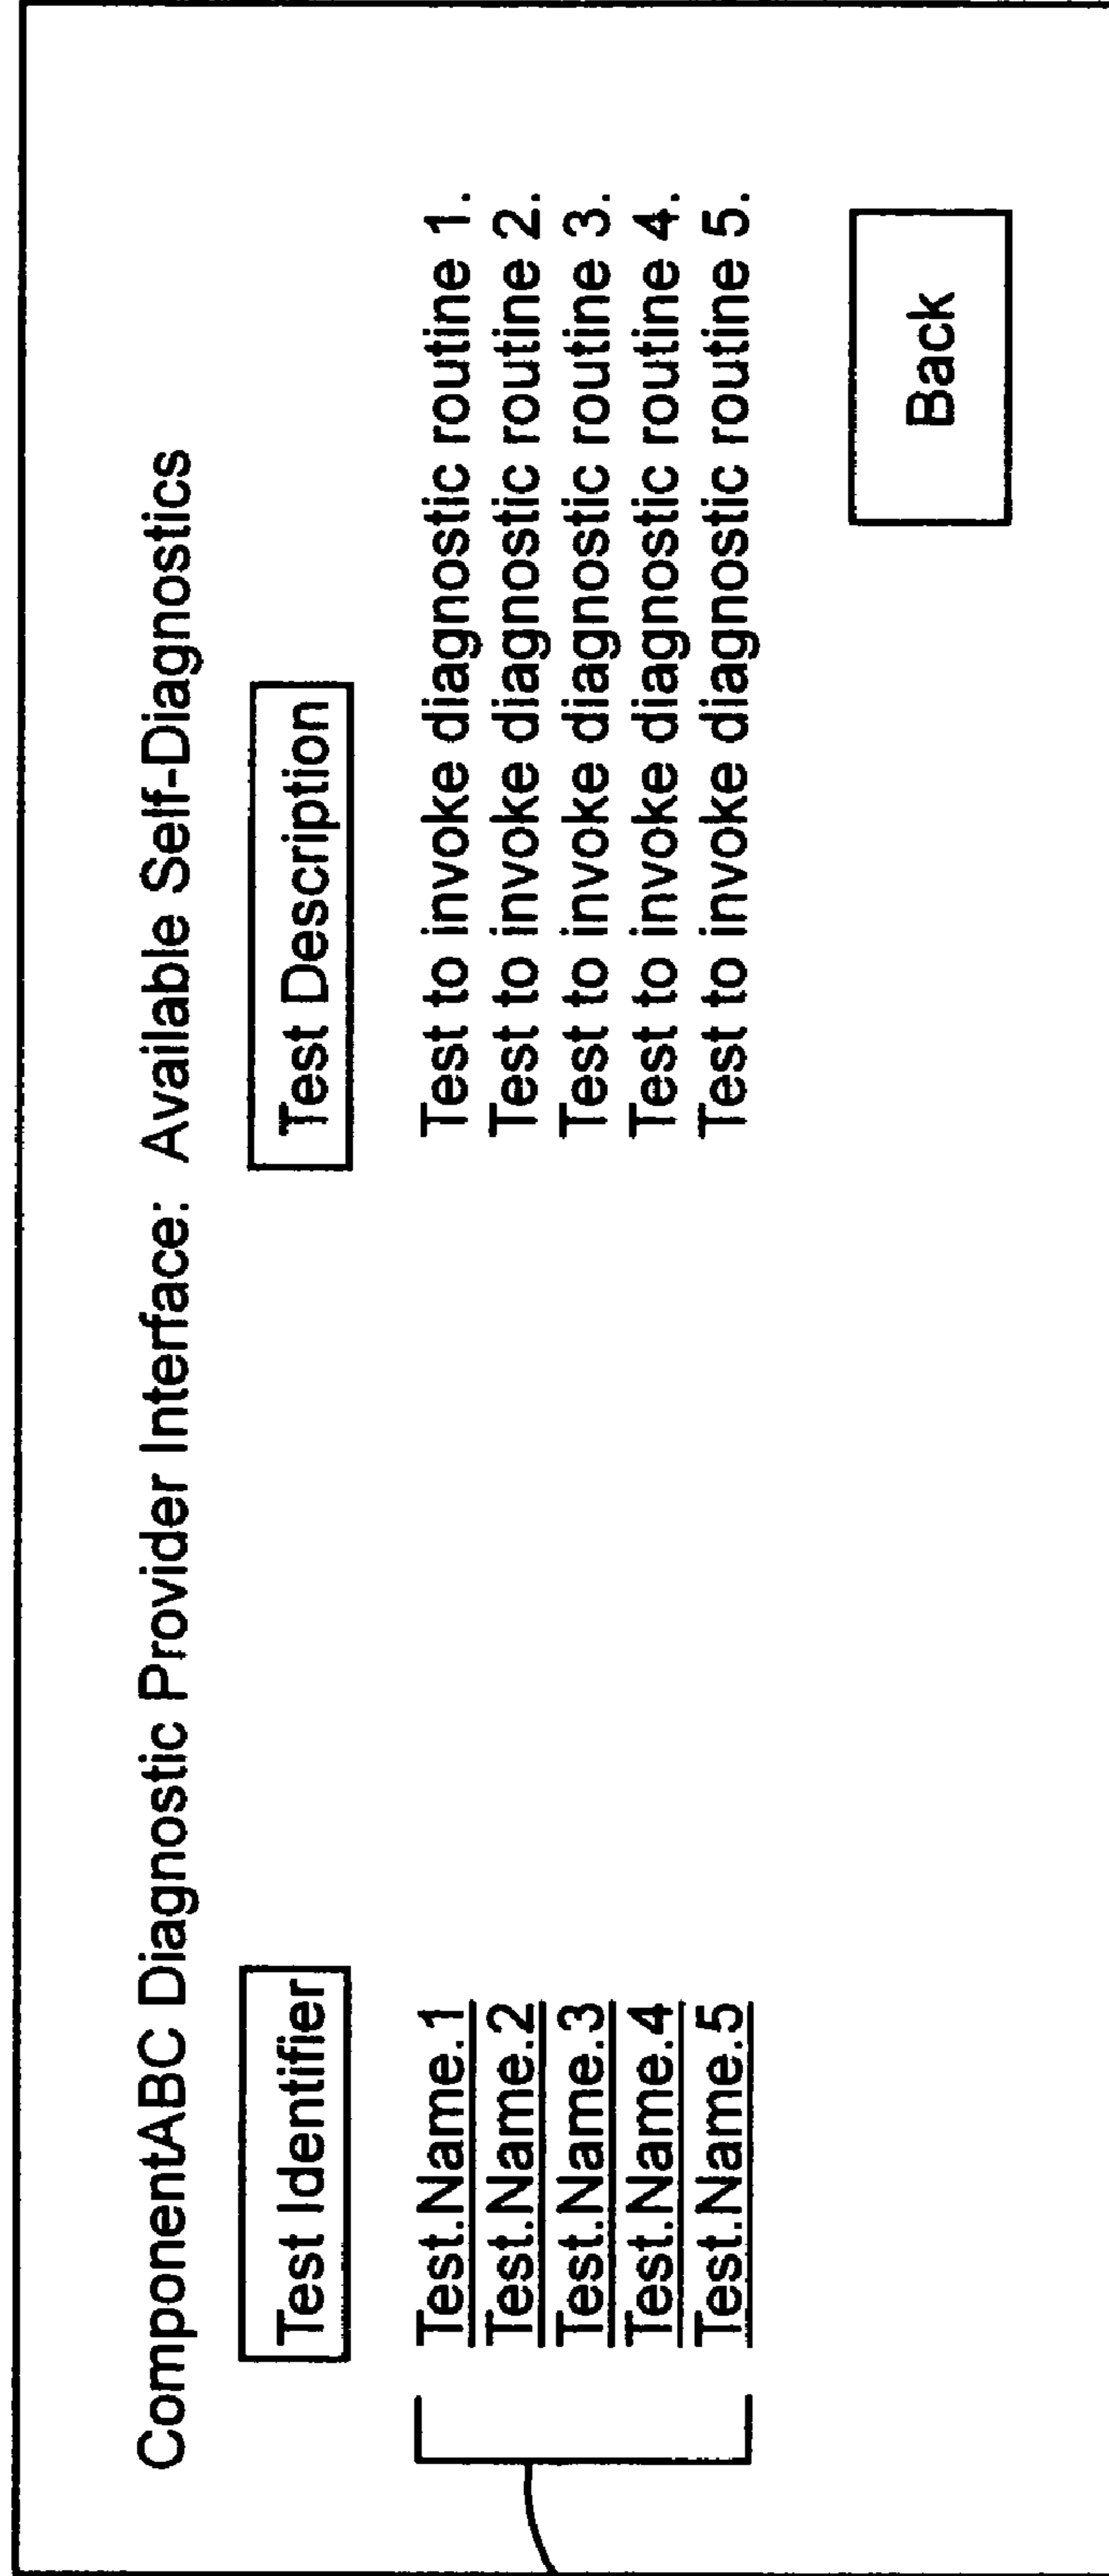 ComponentABC Diagnostic Provider Interface: Available Self-Diagnostics
Test Identifier Test Description
Test.Name.1 Test to invoke diagnostic routine 1.
Test.Name.2 Test to invoke diagnostic routine 2.
Test.Name.3 Test to invoke diagnostic routine 3.
Test.Name.4 Test to invoke diagnostic routine 4.
Test.Name.5 Test to invoke diagnostic routine 5.
Back